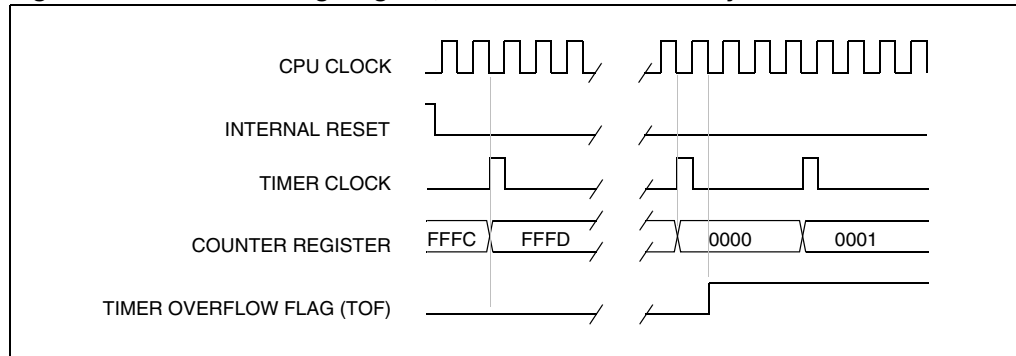 CPU CLOCK
INTERNAL RESET
TIMER CLOCK
COUNTER REGISTER FFFC FFFD 0000 0001
TIMER OVERFLOW FLAG (TOF)